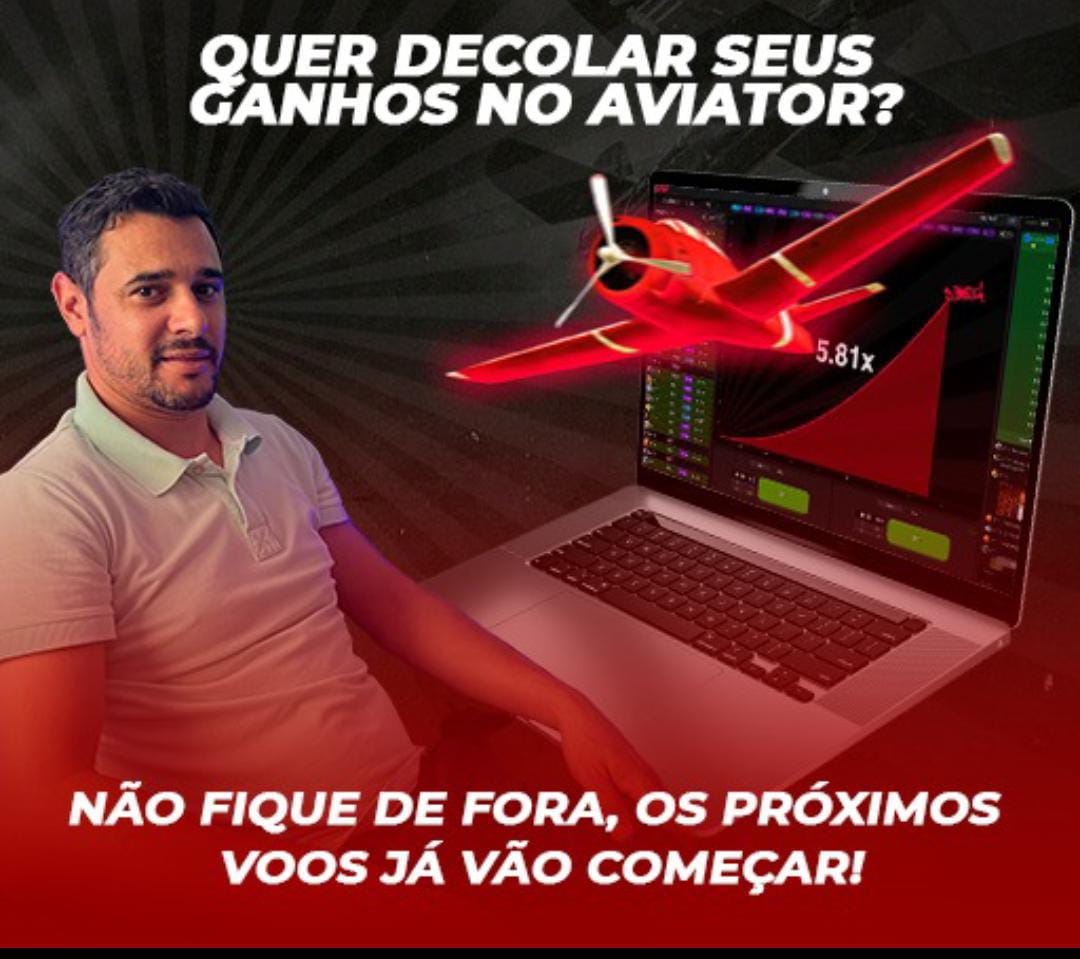 QUER DECOLAR SEUS
GANHOS NO AVIATOR?
5.81x
NÃO FIQUE DE FORA, OS PRÓXIMOS
VOOS JÁ VÃO COMEÇAR!